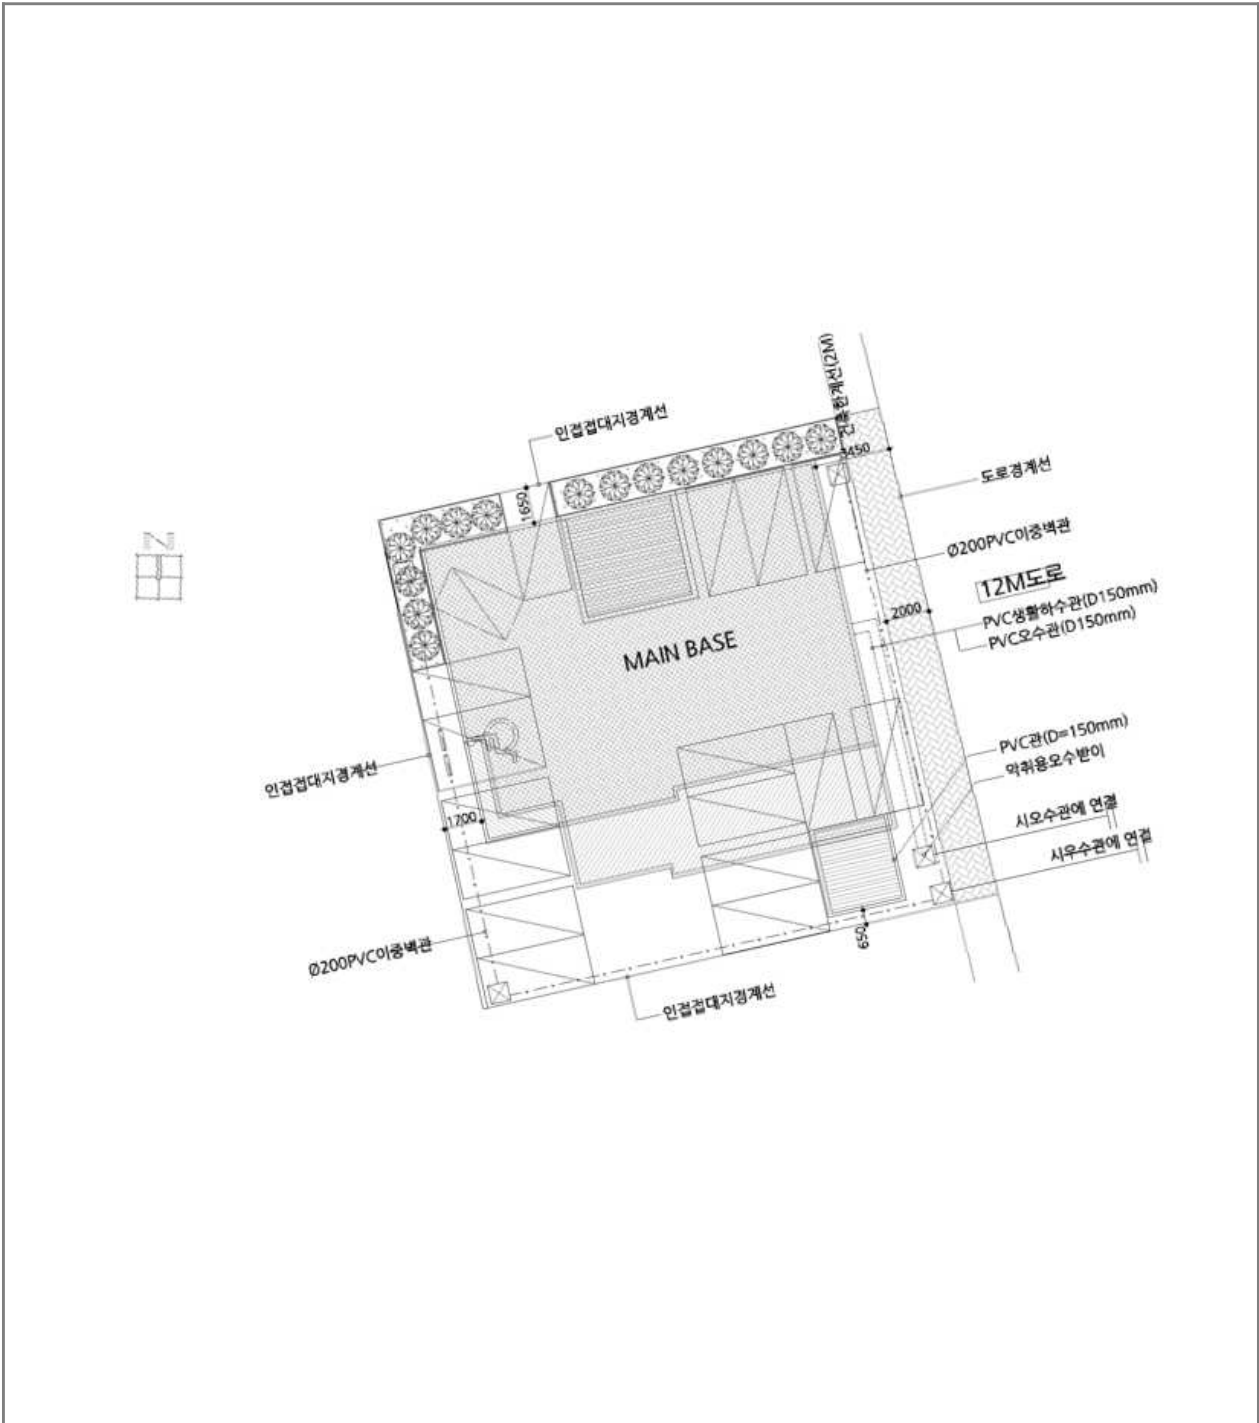 건축한계선(2M)
인접접대지경계선
3450
도로경계선
1650
N
Ø200PVC이중벽관
12M도로
PVC생활하수관(D150mm)
2000
PVC오수관(D150mm)
MAIN BASE
PVC관(D=150mm)
악취용오수받이
인접접대지경계선
시오수관에 연결
1700
시우수관에 연결
650
Ø200PVC이중벽관
인접접대지경계선